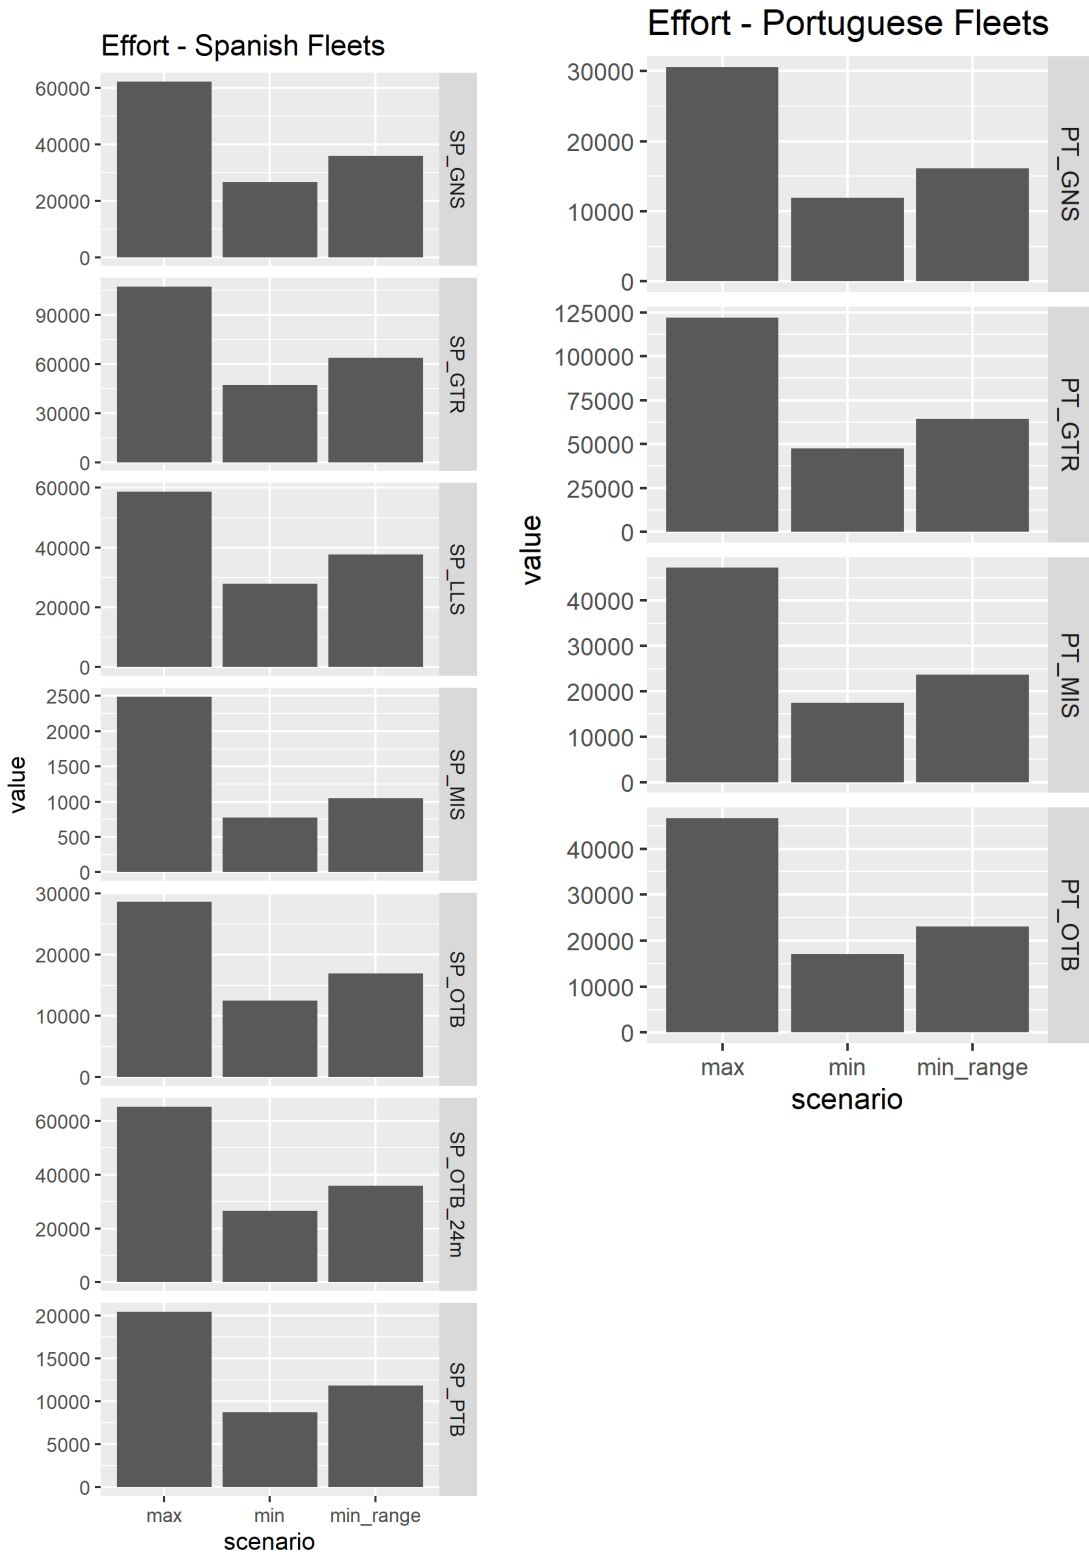 Effort - Spanish Fleets
60000
40000
20000
0
SP_GNS
90000
60000
30000
0
SP_GTR
60000
40000
20000
0
SP_LLS
2500
2000
1500
1000
500
0
SP_MIS
30000
20000
10000
0
SP_OTB
60000
40000
20000
0
SP_OTB_24m
20000
15000
10000
5000
0
SP_PTB
value
max min min_range
scenario
Effort - Portuguese Fleets
30000
20000
10000
0
PT_GNS
125000
100000
75000
50000
25000
0
PT_GTR
40000
30000
20000
10000
0
PT_MIS
40000
30000
20000
10000
0
PT_OTB
value
max min min_range
scenario